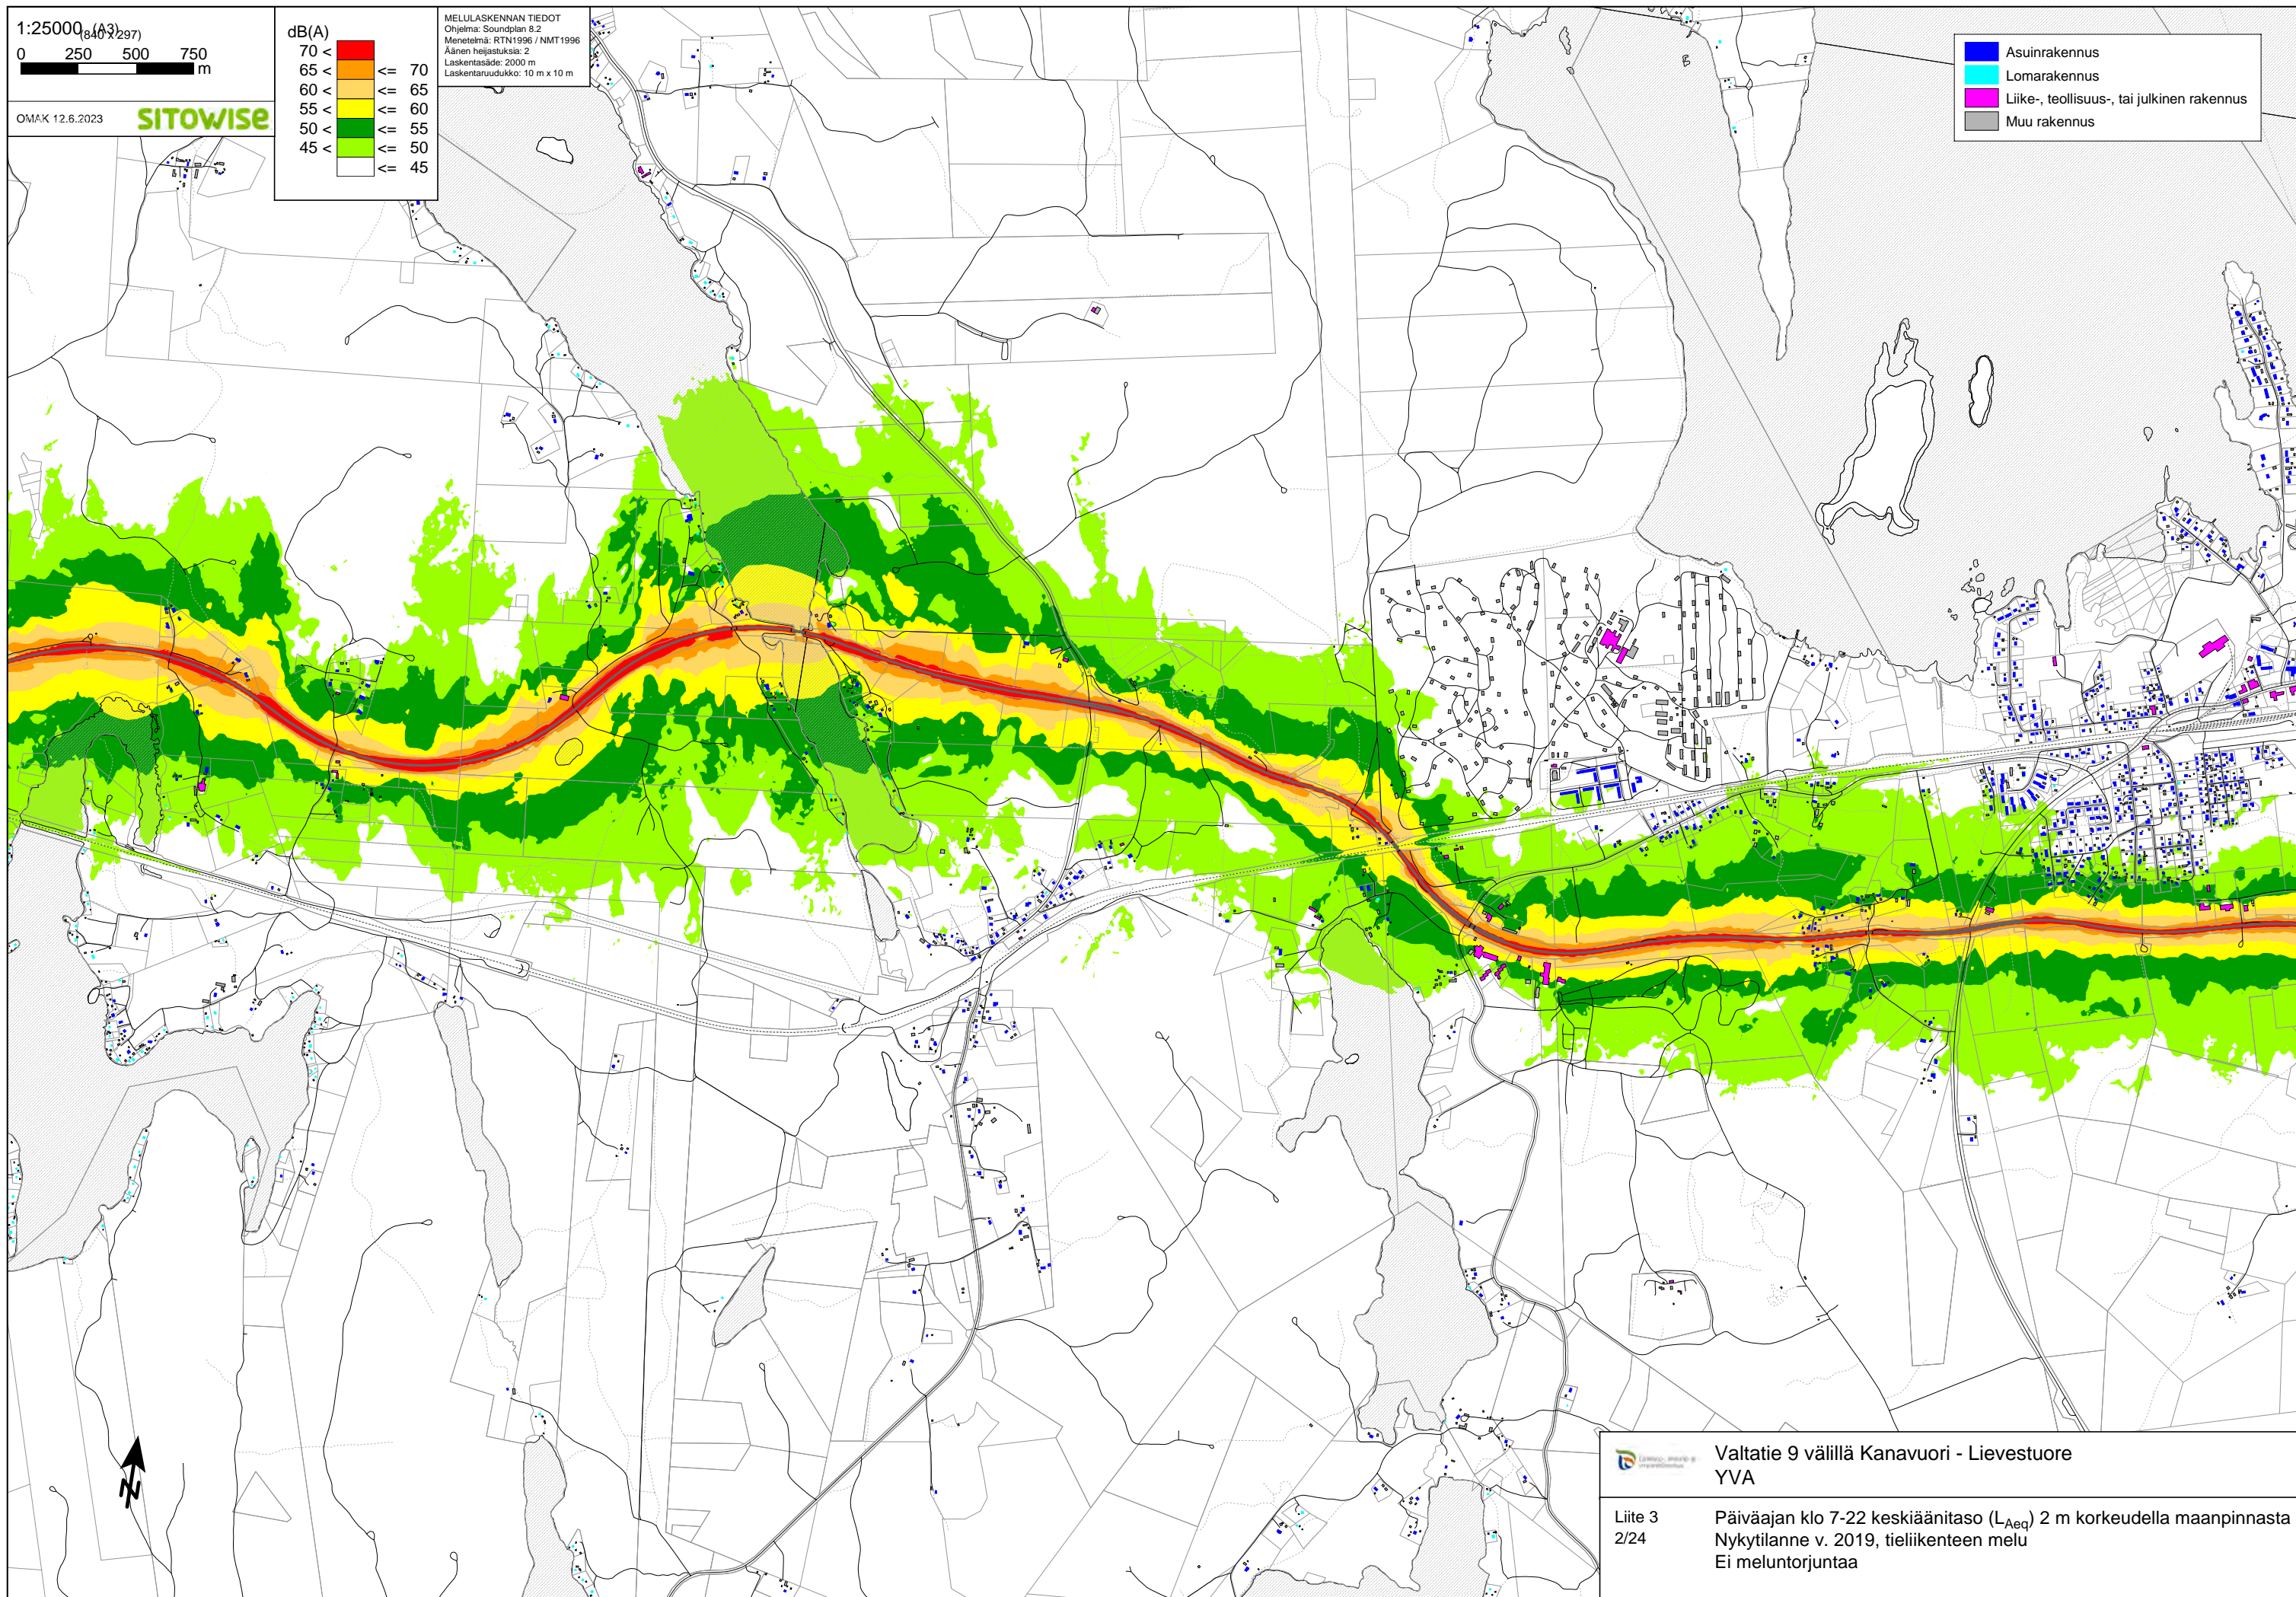 1:25000 (A3)
(840 x 297)
0 250 500 750
m
OMAK 12.6.2023
SITOWISE
dB(A)
70 <
65 < <= 70
60 < <= 65
55 < <= 60
50 < <= 55
45 < <= 50
<= 45
MELULASKENNAN TIEDOT
Ohjelma: Soundplan 8.2
Menetelmä: RTN1996 / NMT1996
Äänen heijastuksia: 2
Laskentasäde: 2000 m
Laskentaruudukko: 10 m x 10 m
Asuinrakennus
Lomarakennus
Liike-, teollisuus-, tai julkinen rakennus
Muu rakennus
N
Valtatie 9 välillä Kanavuori - Lievestuore
YVA
Liite 3
2/24
Päiväajan klo 7-22 keskiäänitaso (LAeq) 2 m korkeudella maanpinnasta
Nykytilanne v. 2019, tieliikenteen melu
Ei meluntorjuntaa